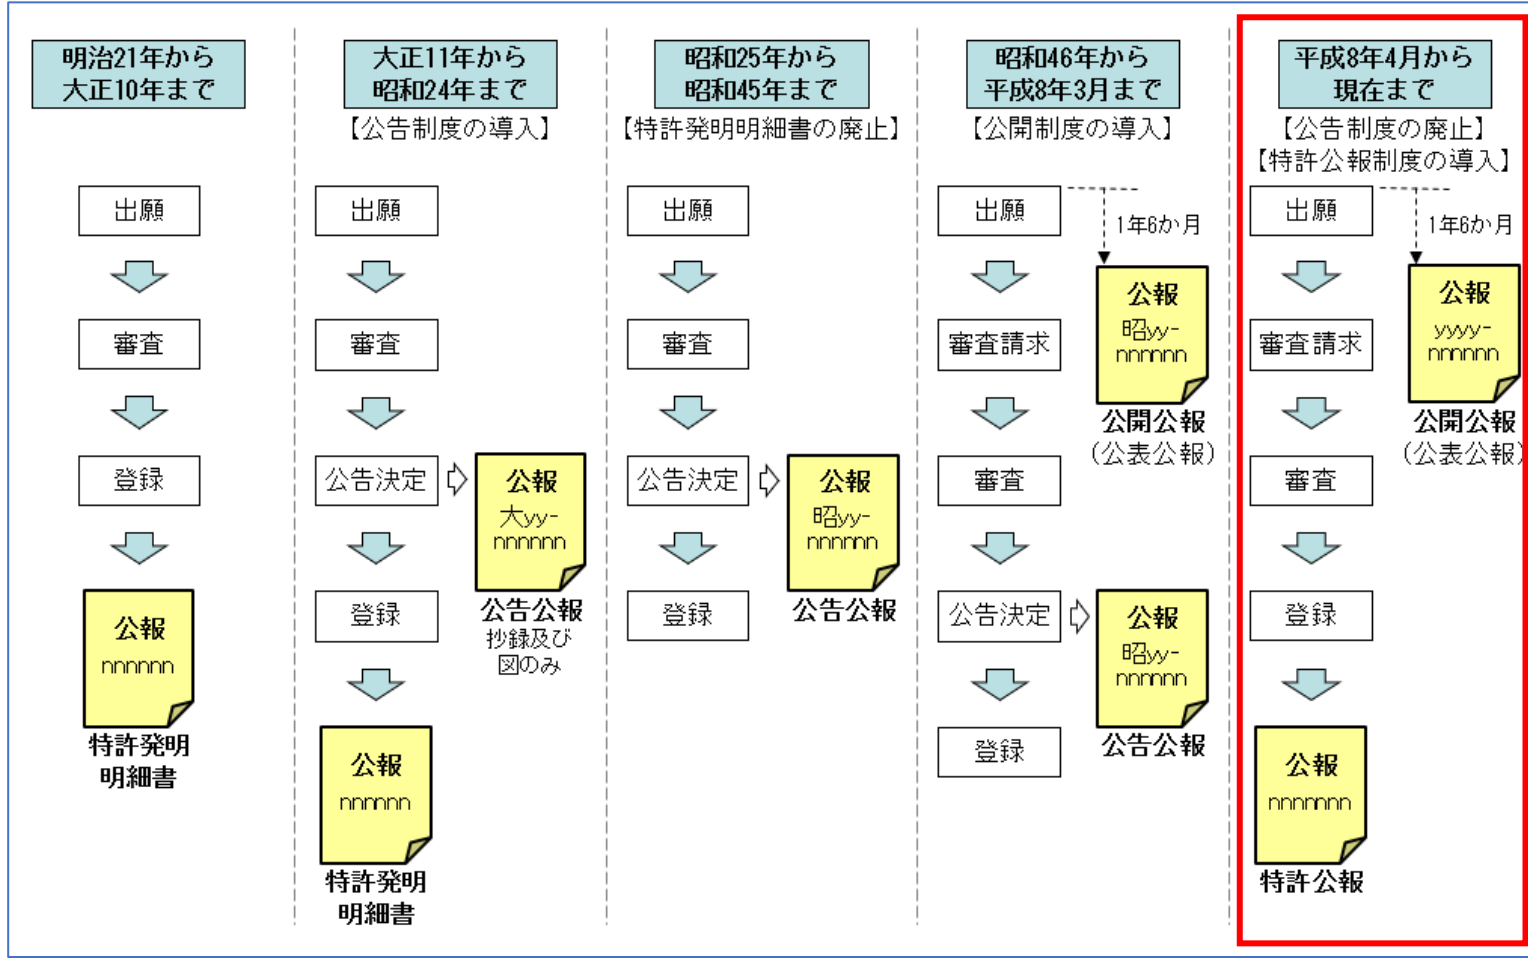 明治21年から
大正10年まで
出願
審査
登録
公報
nnnnnn
特許発明
明細書
大正11年から
昭和24年まで
【公告制度の導入】
出願
審査
公告決定
公報
大yy-
nnnnnn
公告公報
抄録及び
図のみ
登録
公報
nnnnnn
特許発明
明細書
昭和25年から
昭和45年まで
【特許発明明細書の廃止】
出願
審査
公告決定
公報
昭yy-
nnnnnn
公告公報
登録
昭和46年から
平成8年3月まで
【公開制度の導入】
出願
1年6か月
公報
昭yy-
nnnnnn
公開公報
（公表公報）
審査請求
審査
公告決定
公報
昭yy-
nnnnnn
公告公報
登録
平成8年4月から
現在まで
【公告制度の廃止】
【特許公報制度の導入】
出願
1年6か月
公報
yyyy-
nnnnnn
公開公報
（公表公報）
審査請求
審査
登録
公報
nnnnnnn
特許公報